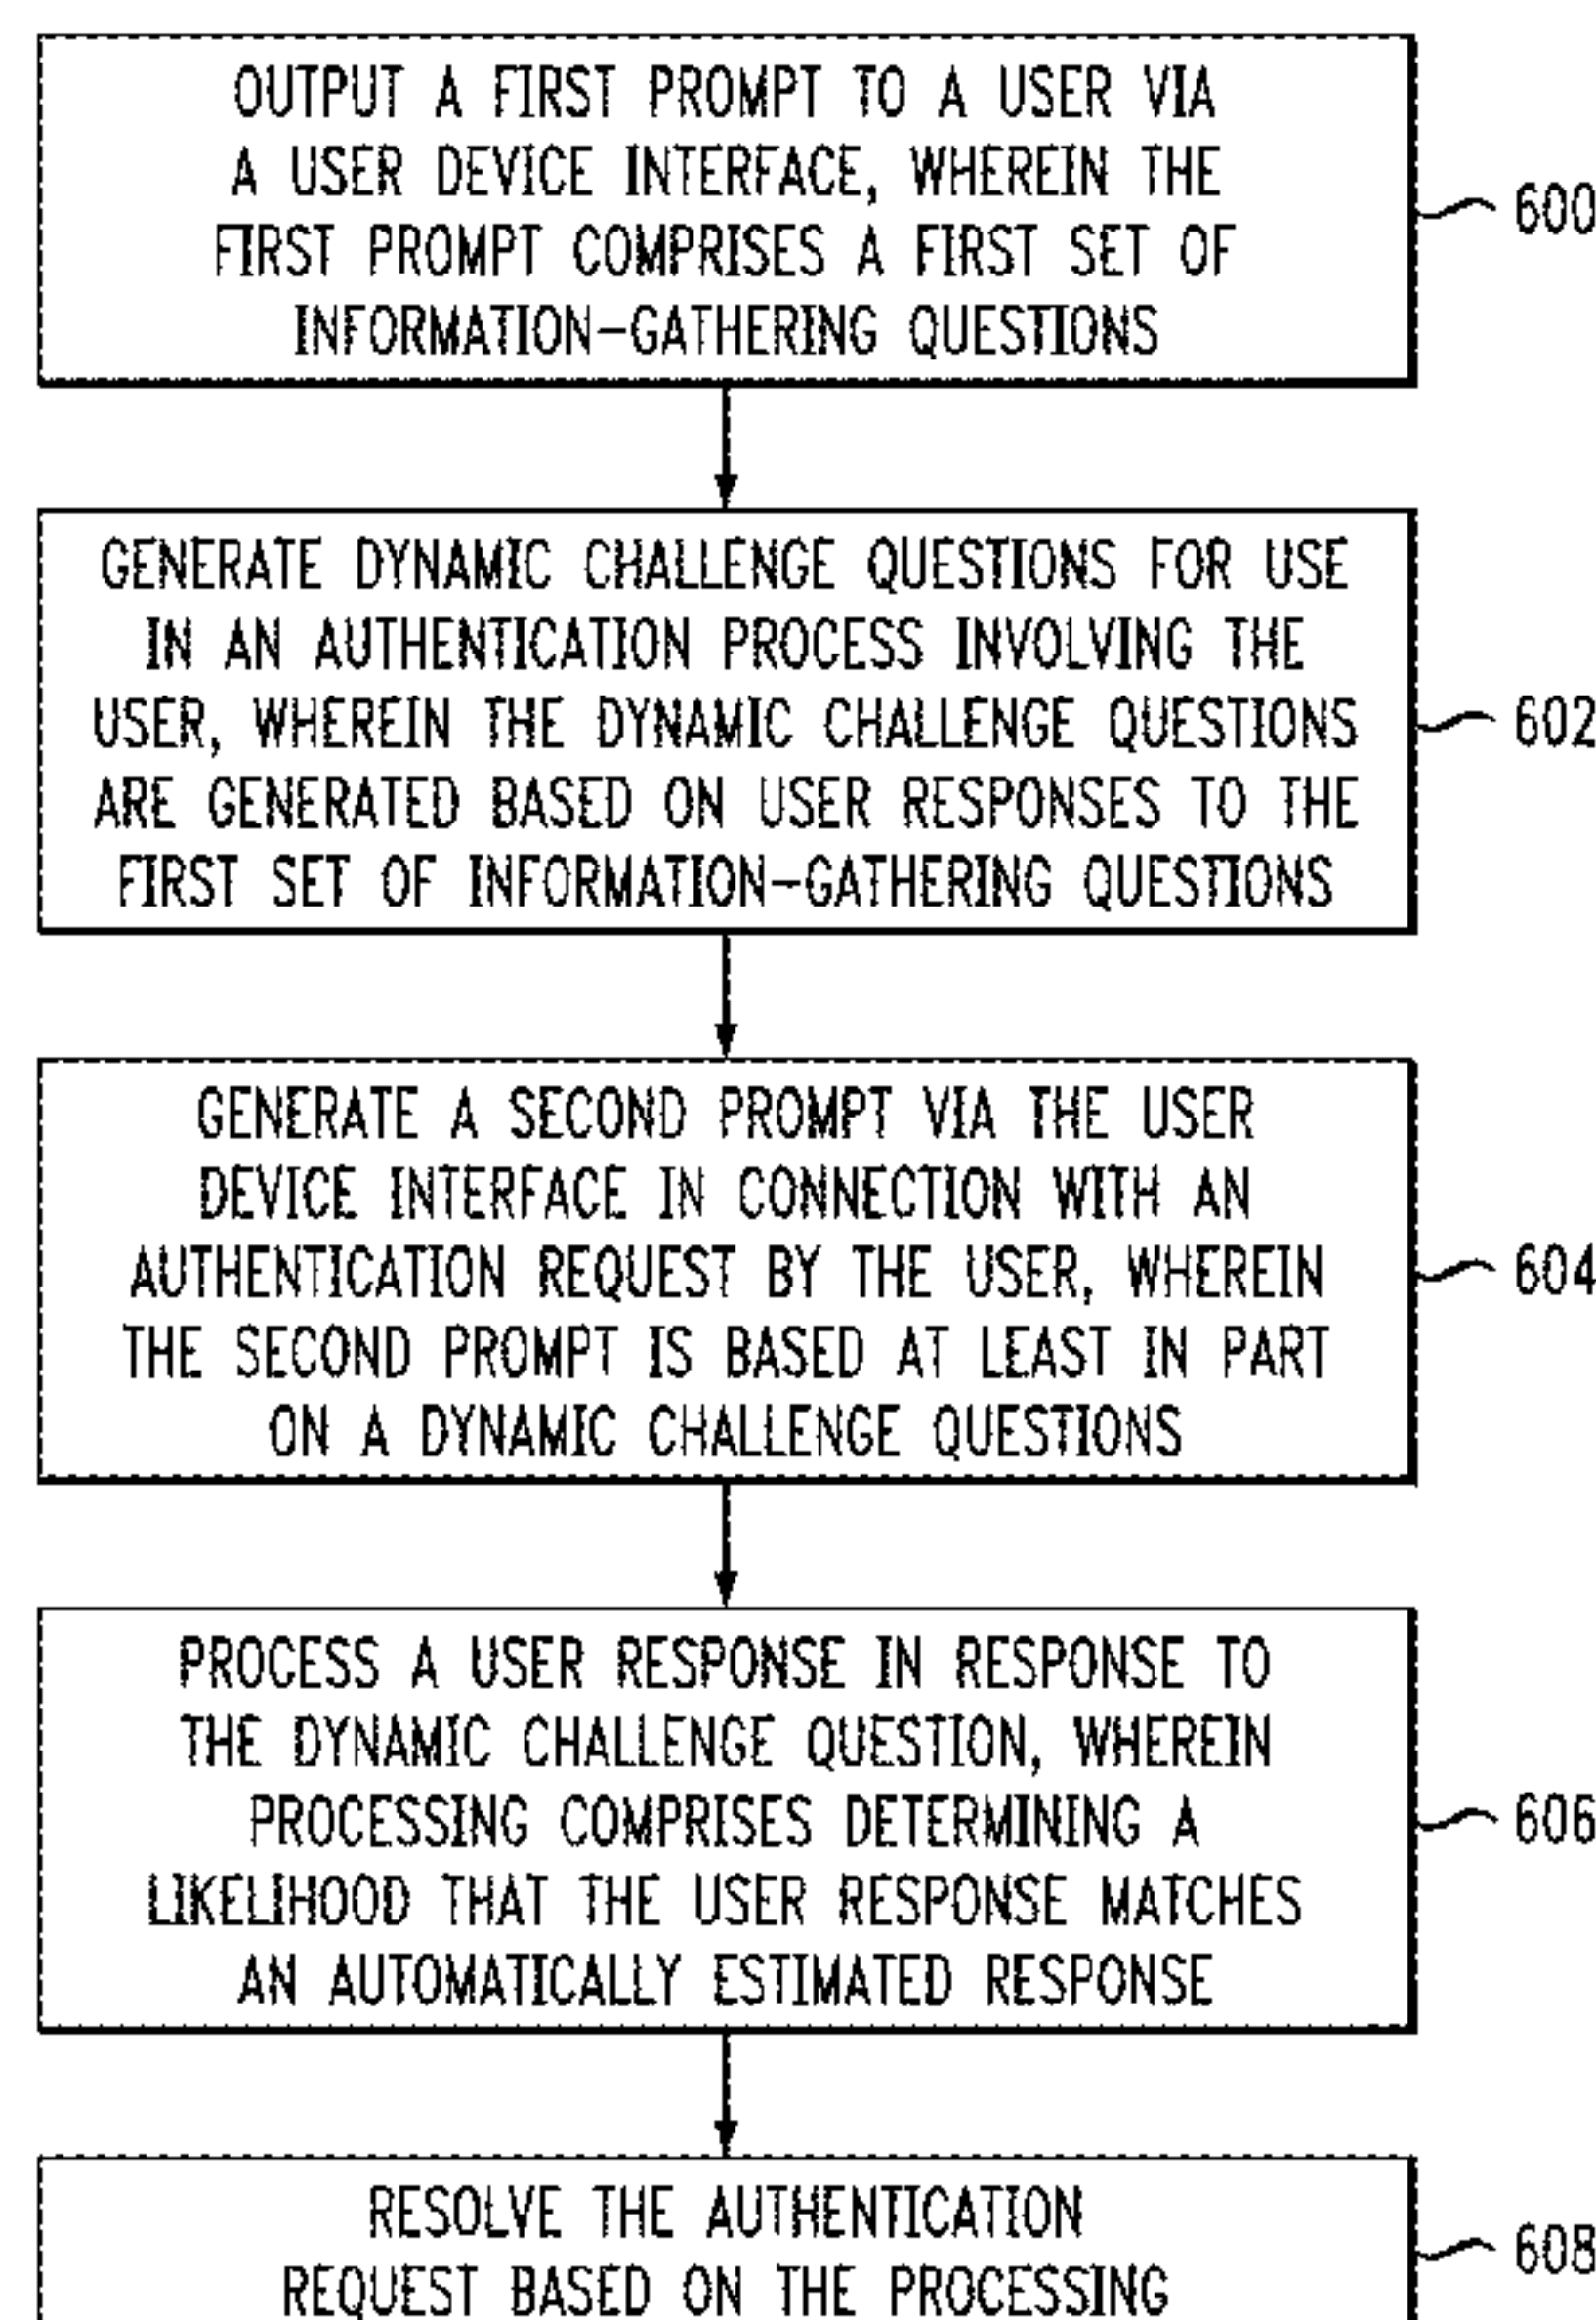 OUTPUT A FIRST PROMPT TO A USER VIA
A USER DEVICE INTERFACE, WHEREIN THE
FIRST PROMPT COMPRISES A FIRST SET OF
INFORMATION-GATHERING QUESTIONS
600
GENERATE DYNAMIC CHALLENGE QUESTIONS FOR USE
IN AN AUTHENTICATION PROCESS INVOLVING THE
USER, WHEREIN THE DYNAMIC CHALLENGE QUESTIONS
ARE GENERATED BASED ON USER RESPONSES TO THE
FIRST SET OF INFORMATION-GATHERING QUESTIONS
602
GENERATE A SECOND PROMPT VIA THE USER
DEVICE INTERFACE IN CONNECTION WITH AN
AUTHENTICATION REQUEST BY THE USER, WHEREIN
THE SECOND PROMPT IS BASED AT LEAST IN PART
ON A DYNAMIC CHALLENGE QUESTIONS
604
PROCESS A USER RESPONSE IN RESPONSE TO
THE DYNAMIC CHALLENGE QUESTION, WHEREIN
PROCESSING COMPRISES DETERMINING A
LIKELIHOOD THAT THE USER RESPONSE MATCHES
AN AUTOMATICALLY ESTIMATED RESPONSE
606
RESOLVE THE AUTHENTICATION
REQUEST BASED ON THE PROCESSING
608